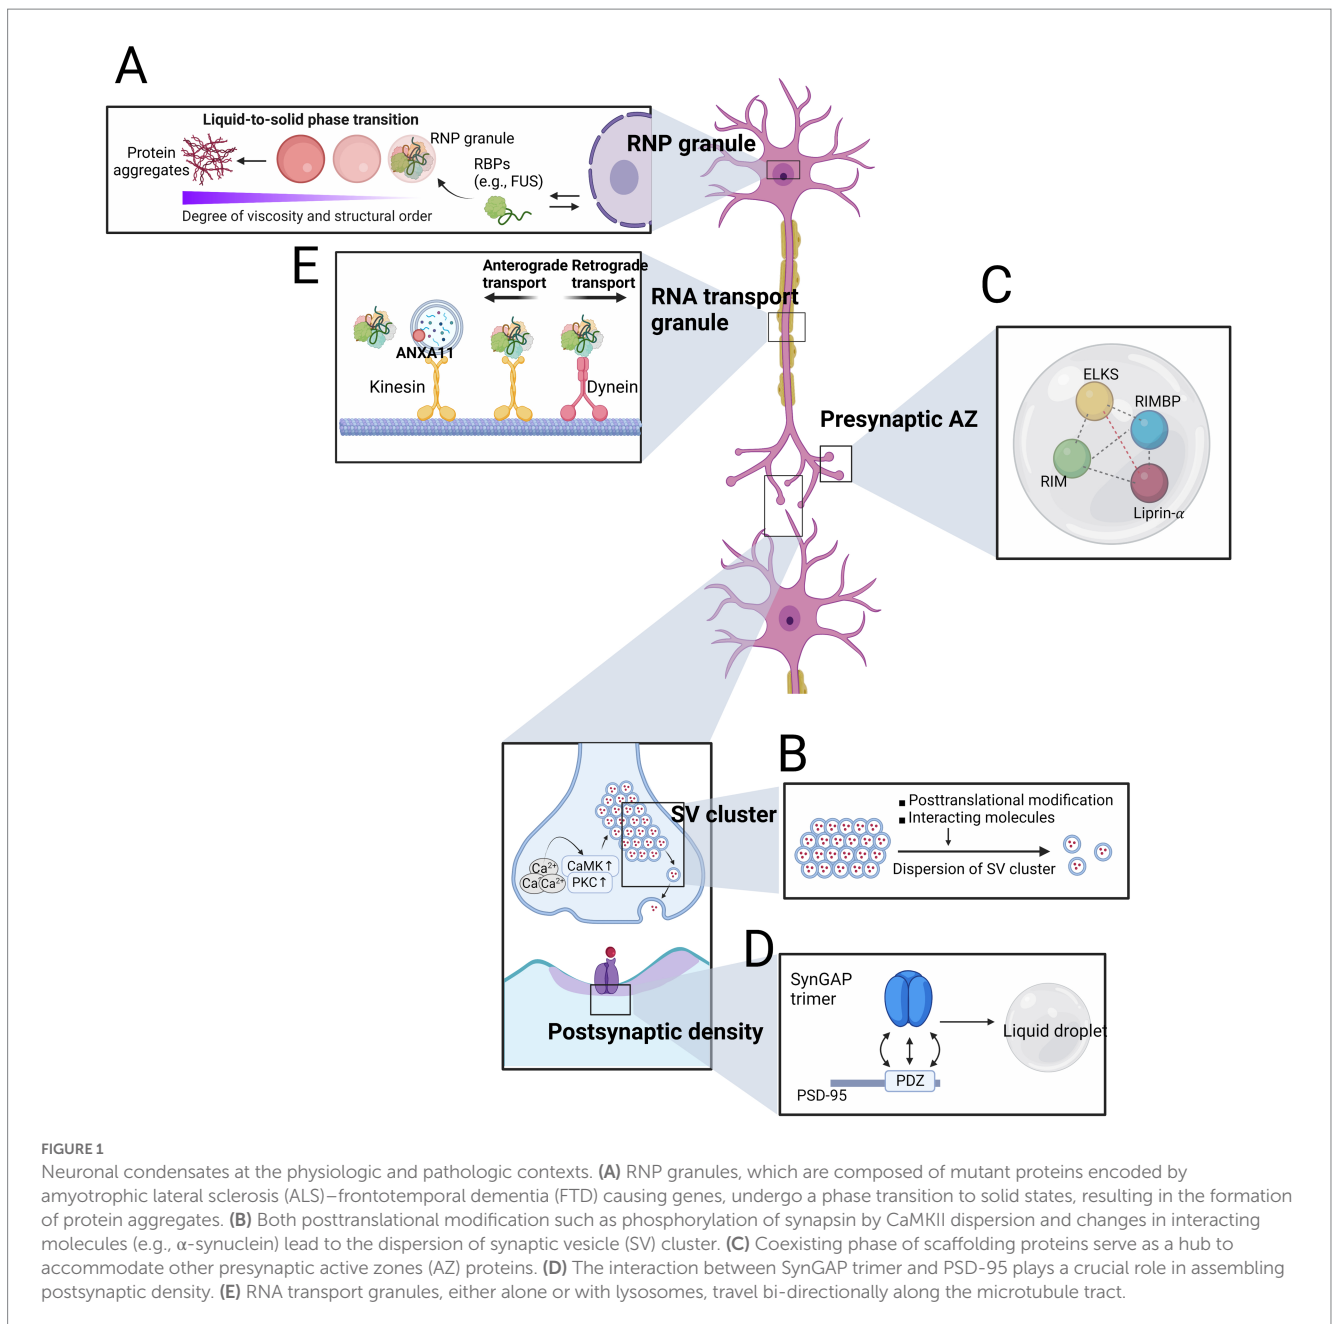 A
Liquid-to-solid phase transition
RNP granule
Protein
aggregates
RBPs
(e.g., FUS)
Degree of viscosity and structural order
RNP granule
E
Anterograde
transport
Retrograde
transport
ANXA11
Kinesin
Dynein
RNA transport
granule
C
ELKS
RIMBP
RIM
Liprin-α
Presynaptic AZ
SV cluster
Ca2+
Ca2+
CaMK↑
PKC↑
B
Posttranslational modification
Interacting molecules
Dispersion of SV cluster
Postsynaptic density
D
SynGAP
trimer
Liquid droplet
PDZ
PSD-95
FIGURE 1
Neuronal condensates at the physiologic and pathologic contexts. (A) RNP granules, which are composed of mutant proteins encoded by
amyotrophic lateral sclerosis (ALS)–frontotemporal dementia (FTD) causing genes, undergo a phase transition to solid states, resulting in the formation
of protein aggregates. (B) Both posttranslational modification such as phosphorylation of synapsin by CaMKII dispersion and changes in interacting
molecules (e.g., α-synuclein) lead to the dispersion of synaptic vesicle (SV) cluster. (C) Coexisting phase of scaffolding proteins serve as a hub to
accommodate other presynaptic active zones (AZ) proteins. (D) The interaction between SynGAP trimer and PSD-95 plays a crucial role in assembling
postsynaptic density. (E) RNA transport granules, either alone or with lysosomes, travel bi-directionally along the microtubule tract.